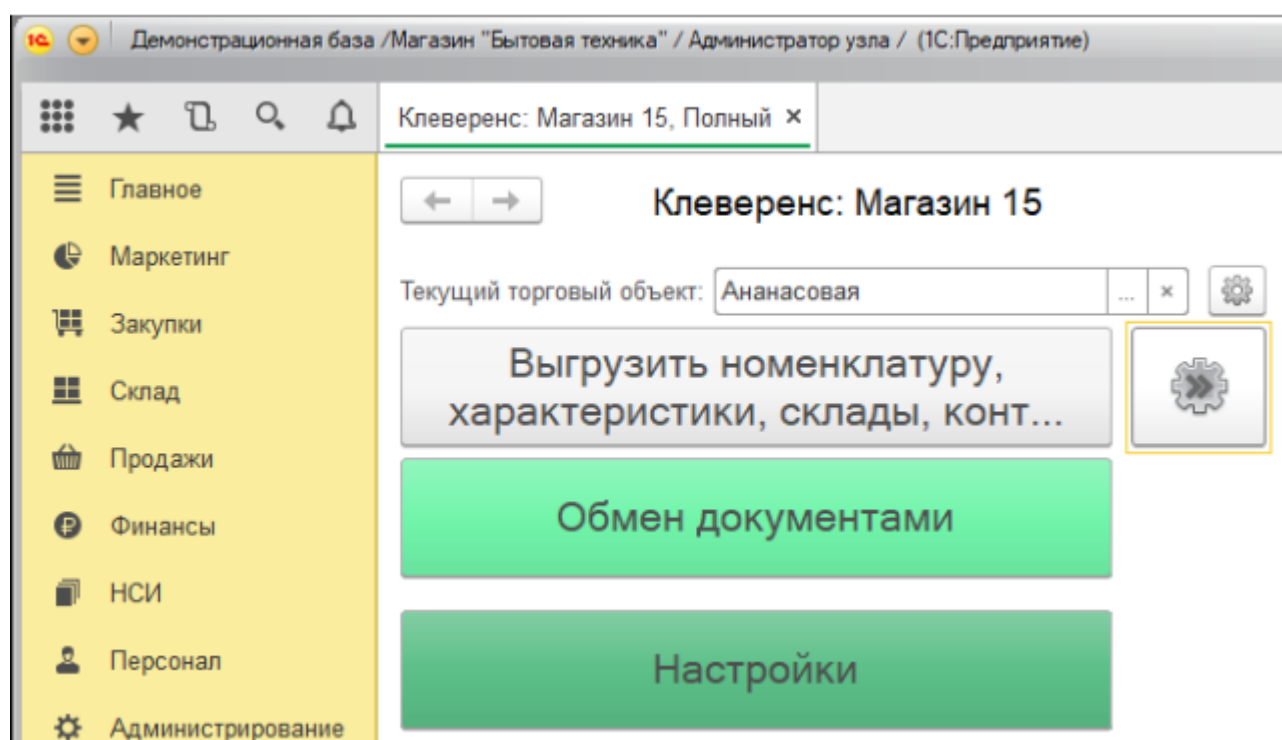 1С Демонстрационная база /Магазин "Бытовая техника" / Администратор узла / (1С:Предприятие)
Клеверенс: Магазин 15, Полный ×
Главное
Маркетинг
Закупки
Склад
Продажи
Финансы
НСИ
Персонал
Администрирование
Клеверенс: Магазин 15
Текущий торговый объект: Ананасовая ... ×
Выгрузить номенклатуру,
характеристики, склады, конт...
Обмен документами
Настройки